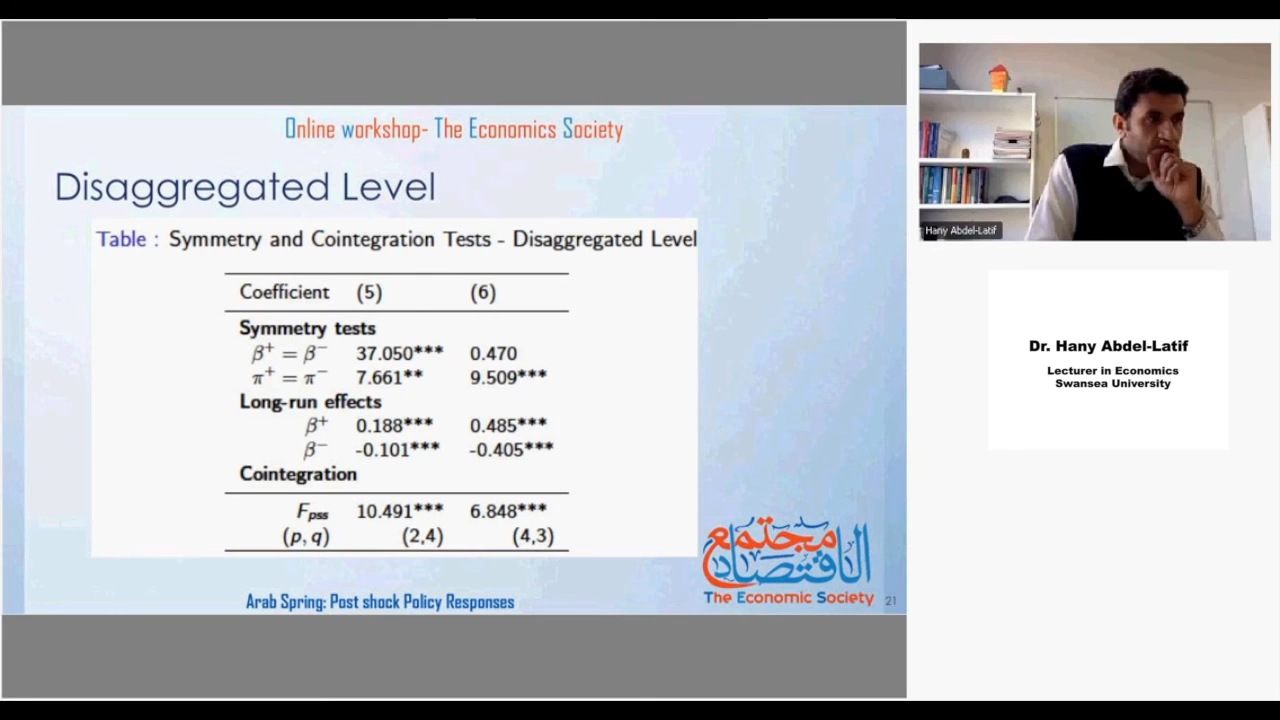 Online workshop- The Economics Society
Disaggregated Level
Table : Symmetry and Cointegration Tests - Disaggregated Level
Coefficient (5) (6)
Symmetry tests
β⁺ = β⁻ 37.050*** 0.470
π⁺ = π⁻ 7.661** 9.509***
Long-run effects
β⁺ 0.188*** 0.485***
β⁻ -0.101*** -0.405***
Cointegration
Fpss 10.491*** 6.848***
(p, q) (2,4) (4,3)
مجتمع
الاقتصاد
The Economic Society
Arab Spring: Post shock Policy Responses
21
Hany Abdel-Latif
Dr. Hany Abdel-Latif
Lecturer in Economics
Swansea University